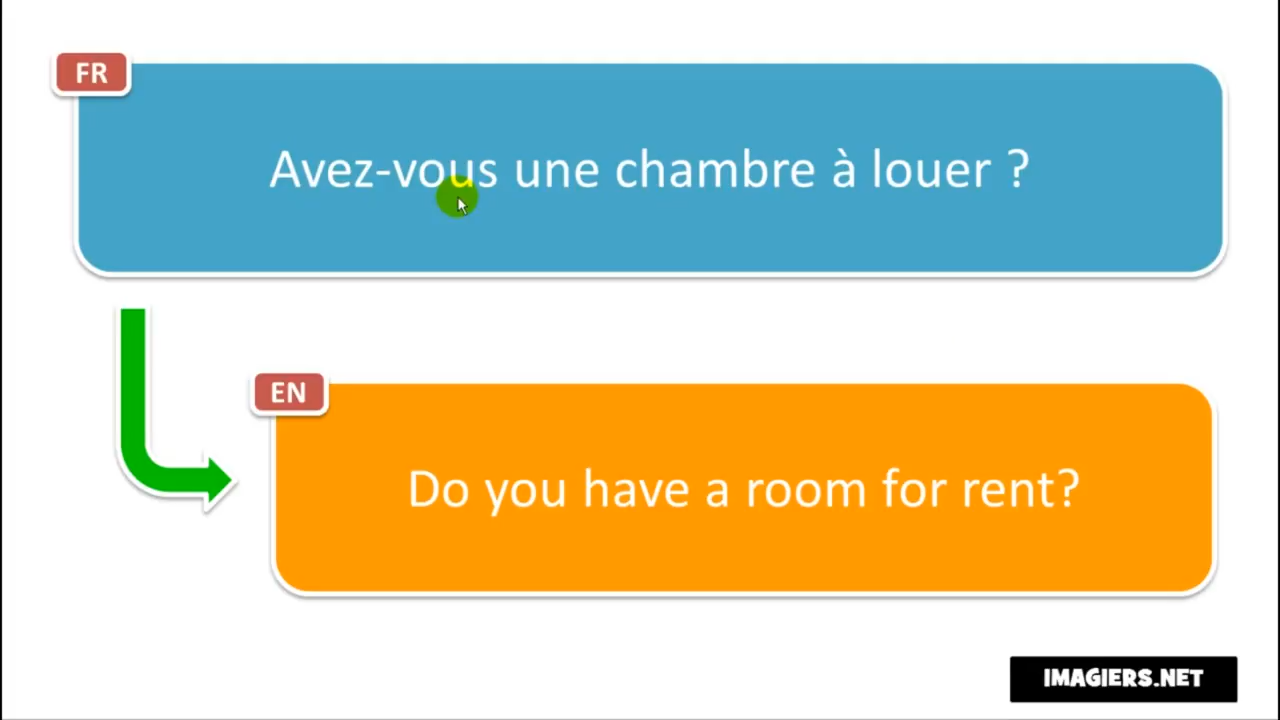 FR
Avez-vous une chambre à louer ?
EN
Do you have a room for rent?
IMAGIERS.NET